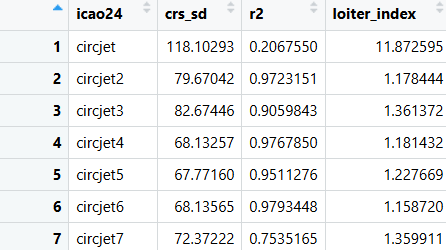 icao24 crs_sd r2 loiter_index
1 circjet 118.10293 0.2067550 11.872595
2 circjet2 79.67042 0.9723151 1.178444
3 circjet3 82.67446 0.9059843 1.361372
4 circjet4 68.13257 0.9767850 1.181432
5 circjet5 67.77160 0.9511276 1.227669
6 circjet6 68.13565 0.9793448 1.158720
7 circjet7 72.37222 0.7535165 1.359911